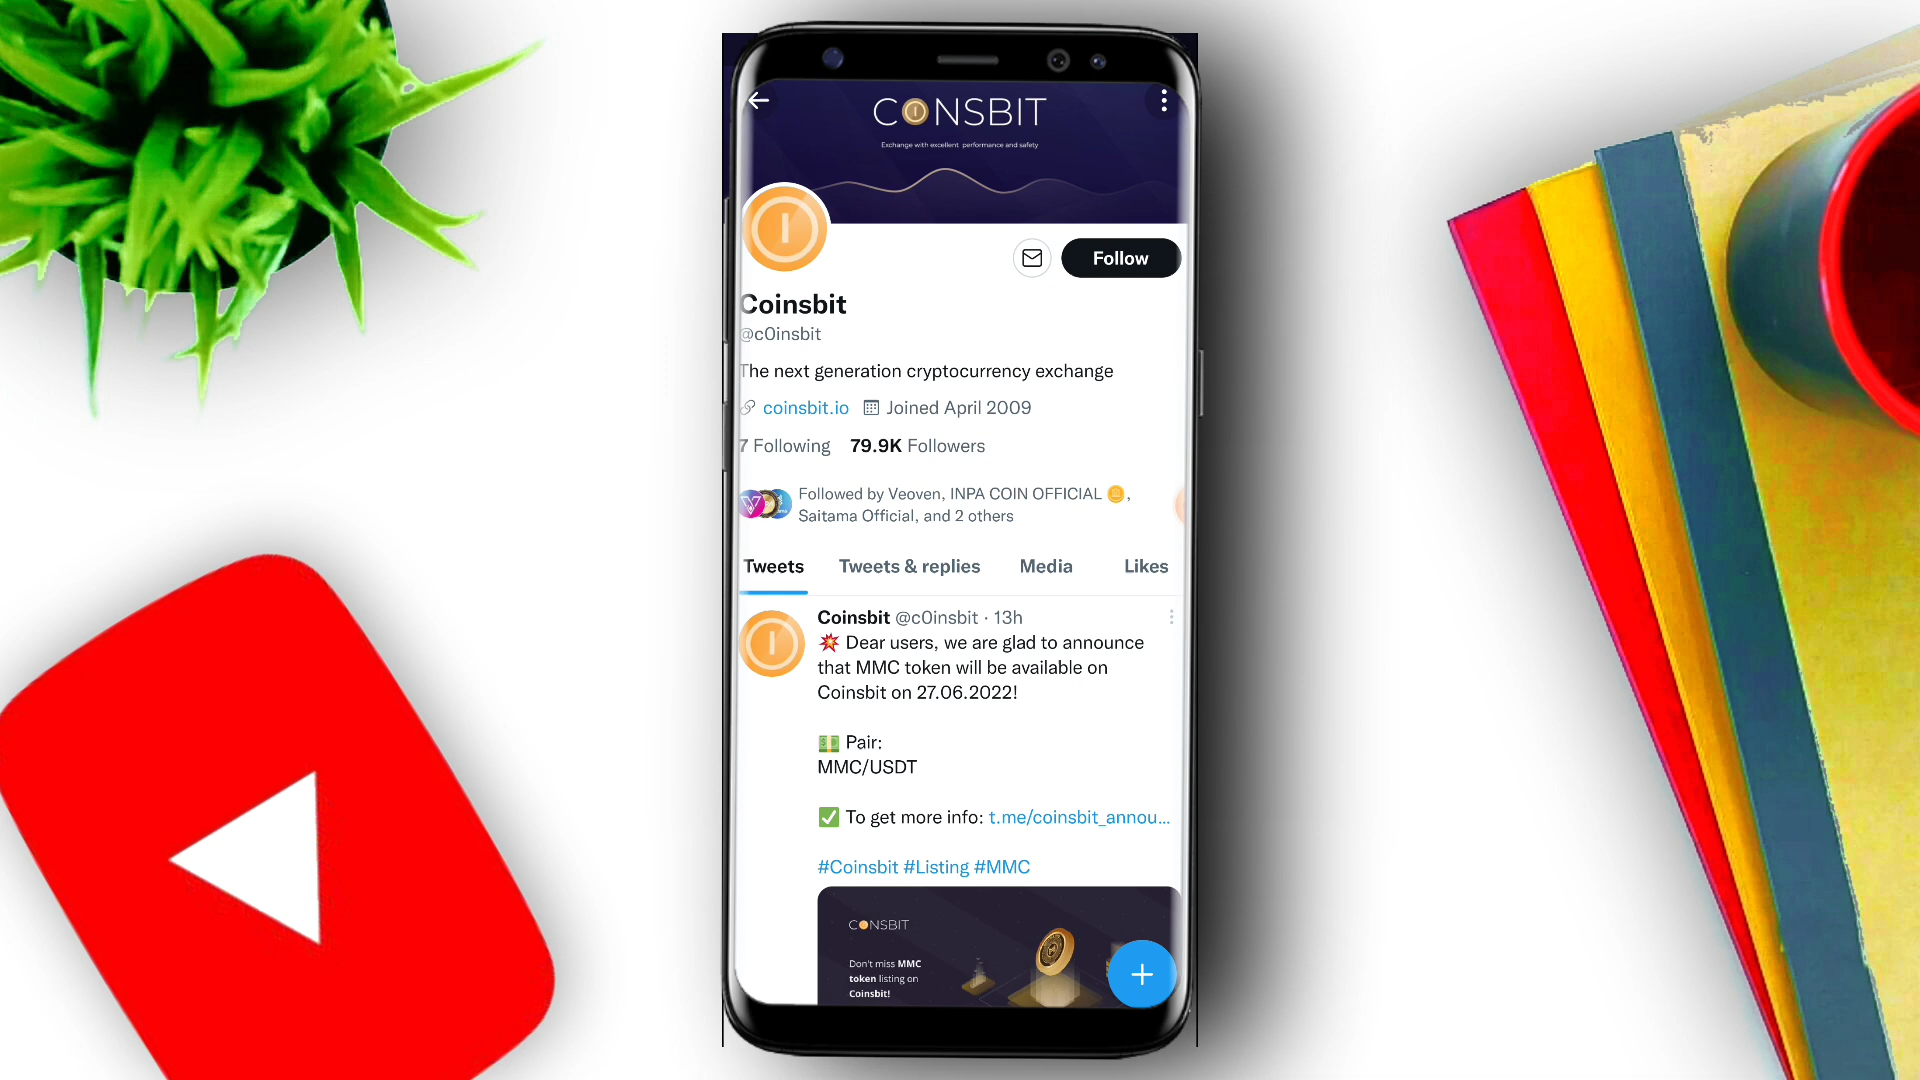 CONSBIT
Exchange with excellent performance and safety
Follow
Coinsbit
@c0insbit
The next generation cryptocurrency exchange
coinsbit.io Joined April 2009
7 Following 79.9K Followers
Followed by Veoven, INPA COIN OFFICIAL 🪙,
Saitama Official, and 2 others
Tweets Tweets & replies Media Likes
Coinsbit @c0insbit · 13h
💥 Dear users, we are glad to announce
that MMC token will be available on
Coinsbit on 27.06.2022!
💵 Pair:
MMC/USDT
✅ To get more info: t.me/coinsbit_annou...
#Coinsbit #Listing #MMC
CONSBIT
Don't miss MMC
token listing on
Coinsbit!